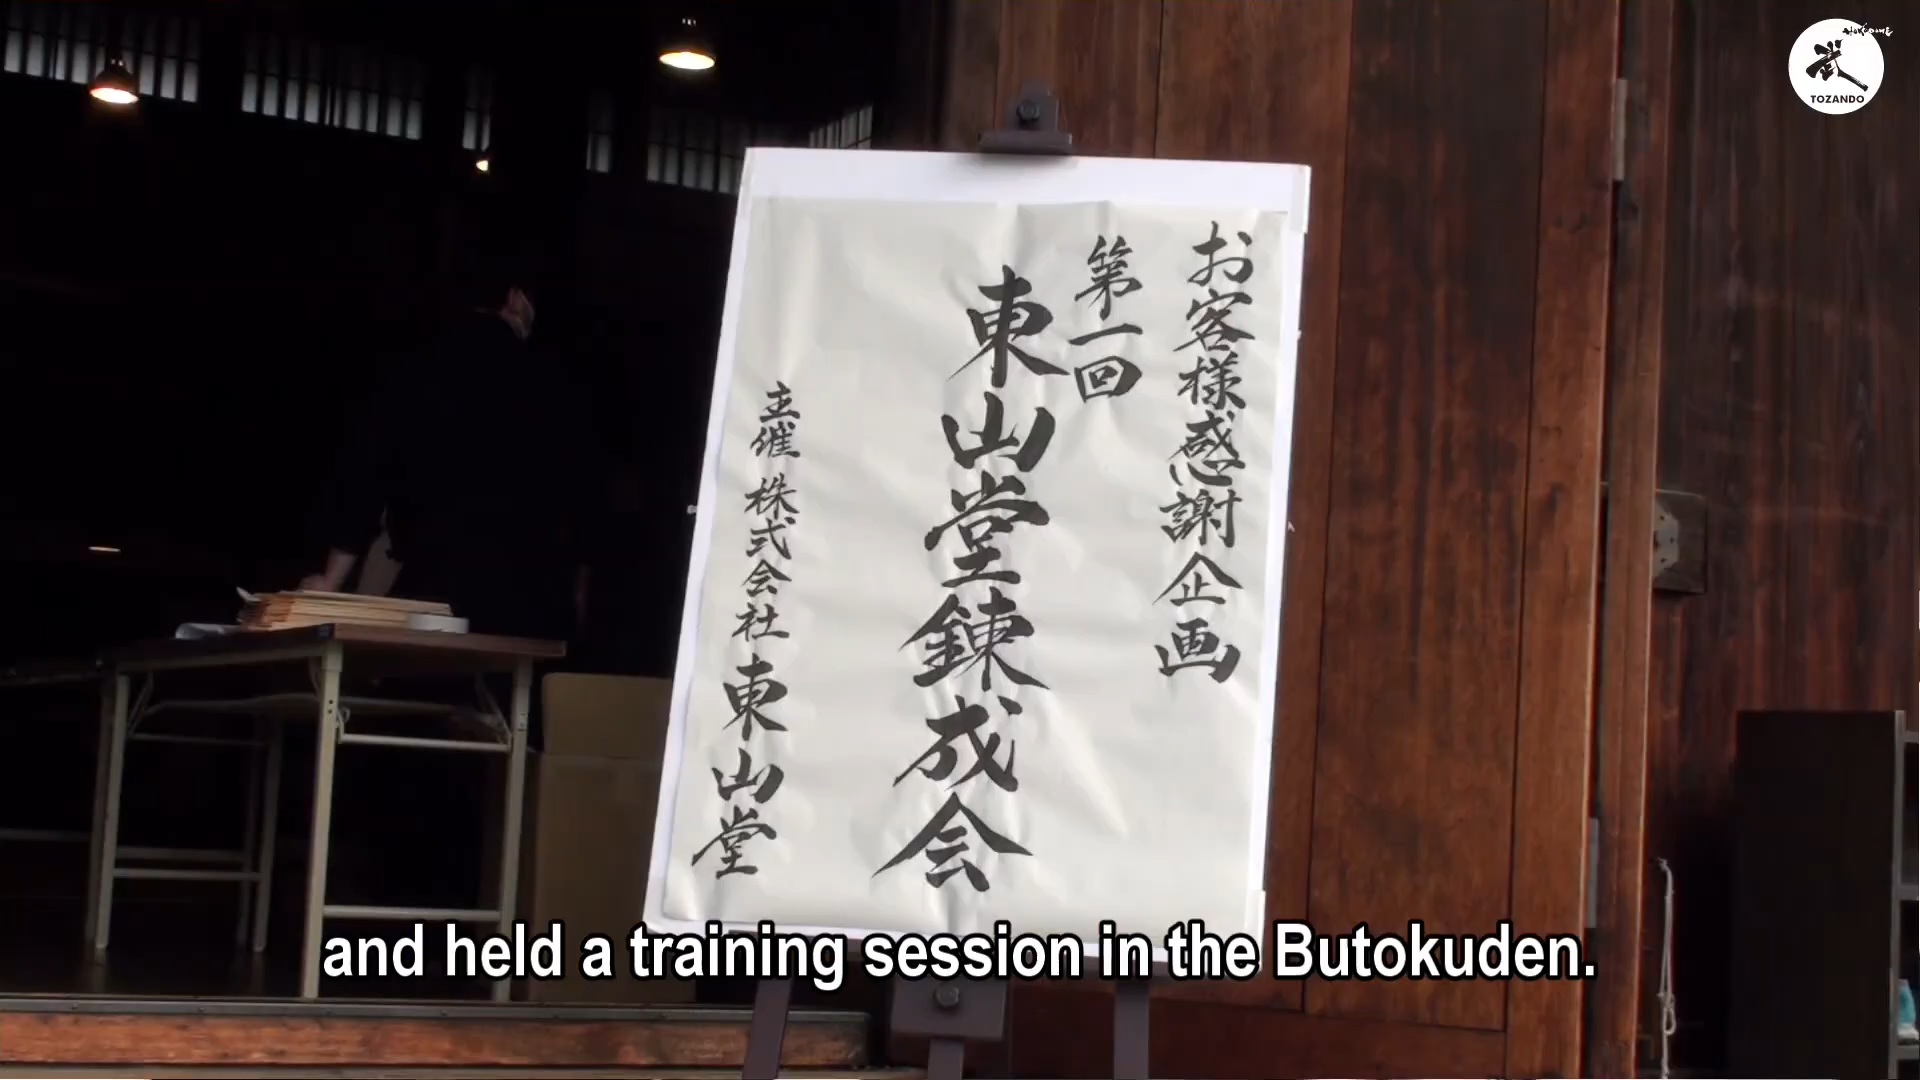 お客様感謝企画
第一回
東山堂錬成会
主催 株式会社 東山堂
武
TOZANDO
and held a training session in the Butokuden.